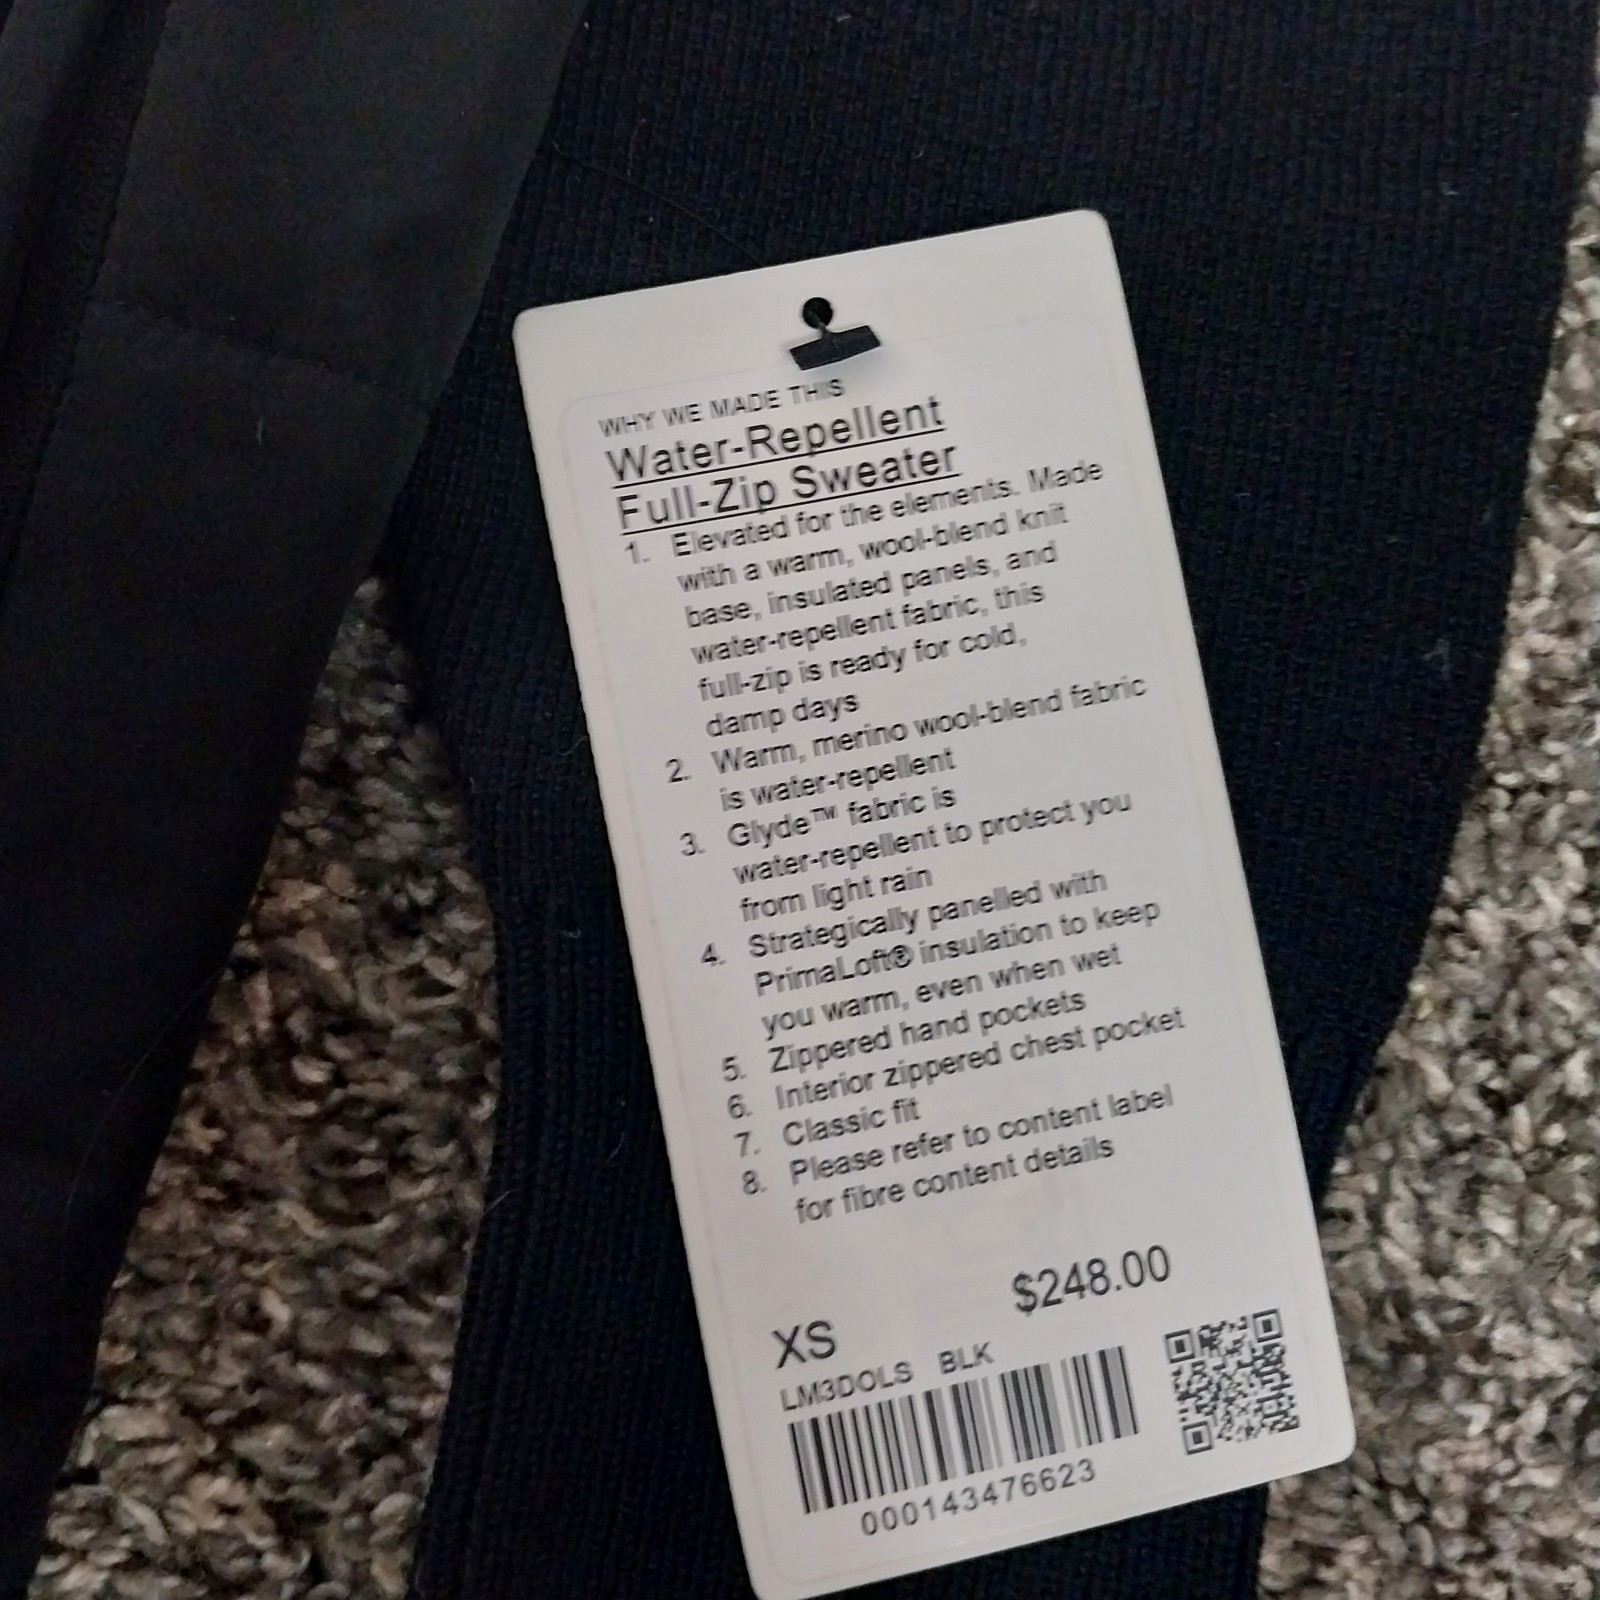 WHY WE MADE THIS
Water-Repellent
Full-Zip Sweater
1. Elevated for the elements. Made
with a warm, wool-blend knit
base, insulated panels, and
water-repellent fabric, this
full-zip is ready for cold,
damp days
2. Warm, merino wool-blend fabric
is water-repellent
3. Glyde™ fabric is
water-repellent to protect you
from light rain
4. Strategically panelled with
PrimaLoft® insulation to keep
you warm, even when wet
5. Zippered hand pockets
6. Interior zippered chest pocket
7. Classic fit
8. Please refer to content label
for fibre content details
$248.00
XS
LM3DOLS BLK
000143476623